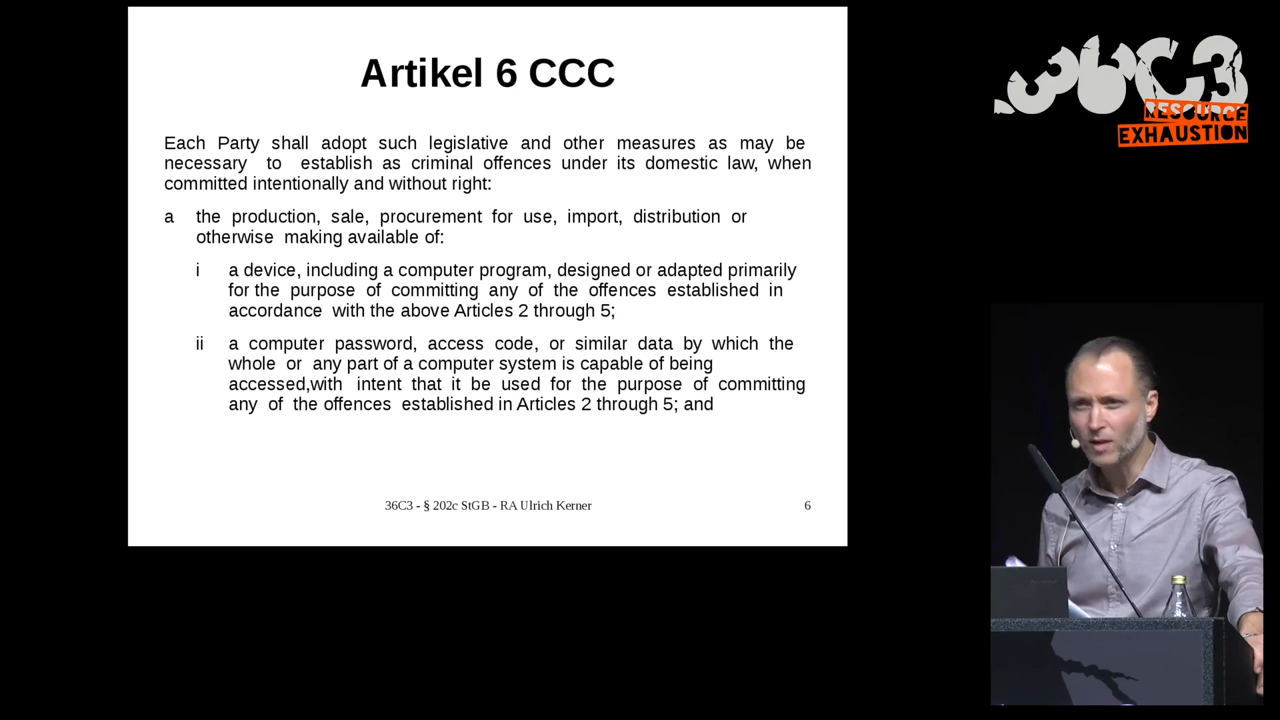 Artikel 6 CCC
Each Party shall adopt such legislative and other measures as may be
necessary to establish as criminal offences under its domestic law, when
committed intentionally and without right:
a the production, sale, procurement for use, import, distribution or
otherwise making available of:
i a device, including a computer program, designed or adapted primarily
for the purpose of committing any of the offences established in
accordance with the above Articles 2 through 5;
ii a computer password, access code, or similar data by which the
whole or any part of a computer system is capable of being
accessed,with intent that it be used for the purpose of committing
any of the offences established in Articles 2 through 5; and
36C3 - § 202c StGB - RA Ulrich Kerner 6
36C3
RESOURCE
EXHAUSTION